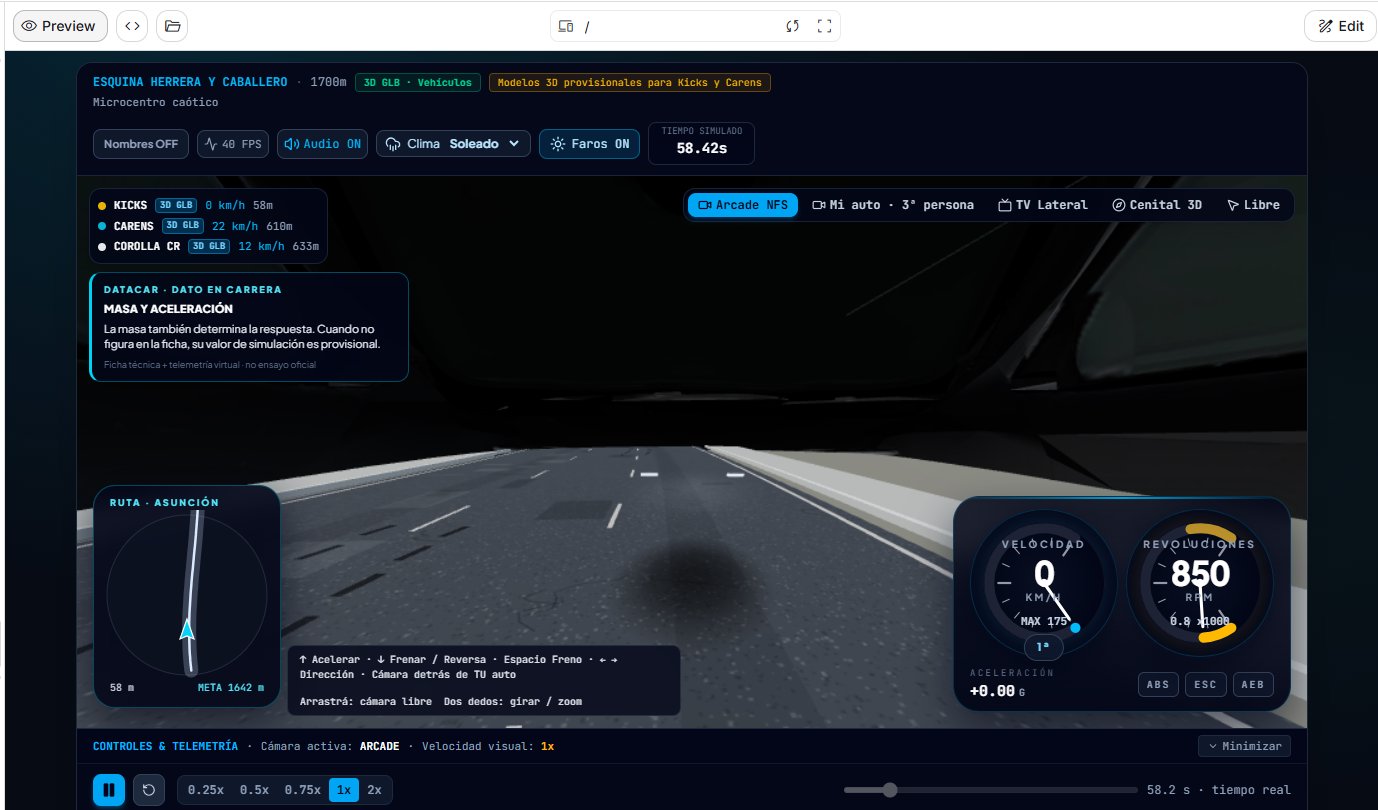 Preview
/
Edit
ESQUINA HERRERA Y CABALLERO · 1700m 3D GLB · Vehículos Modelos 3D provisionales para Kicks y Carens
Microcentro caótico
Nombres OFF 40 FPS Audio ON Clima Soleado Faros ON TIEMPO SIMULADO
58.42s
KICKS 3D GLB 0 km/h 58m
CARENS 3D GLB 22 km/h 610m
COROLLA CR 3D GLB 12 km/h 633m
Arcade NFS Mi auto · 3ª persona TV Lateral Cenital 3D Libre
DATACAR · DATO EN CARRERA
MASA Y ACELERACIÓN
La masa también determina la respuesta. Cuando no
figura en la ficha, su valor de simulación es provisional.
Ficha técnica + telemetría virtual · no ensayo oficial
RUTA · ASUNCIÓN
58 m META 1642 m
↑ Acelerar · ↓ Frenar / Reversa · Espacio Freno · ← →
Dirección · Cámara detrás de TU auto
Arrastrá: cámara libre Dos dedos: girar / zoom
VELOCIDAD
0
KM/H
MAX 175
1ª
REVOLUCIONES
850
RPM
0.8 x1000
ACELERACIÓN
+0.00 G
ABS ESC AEB
CONTROLES & TELEMETRÍA · Cámara activa: ARCADE · Velocidad visual: 1x
Minimizar
0.25x 0.5x 0.75x 1x 2x
58.2 s · tiempo real